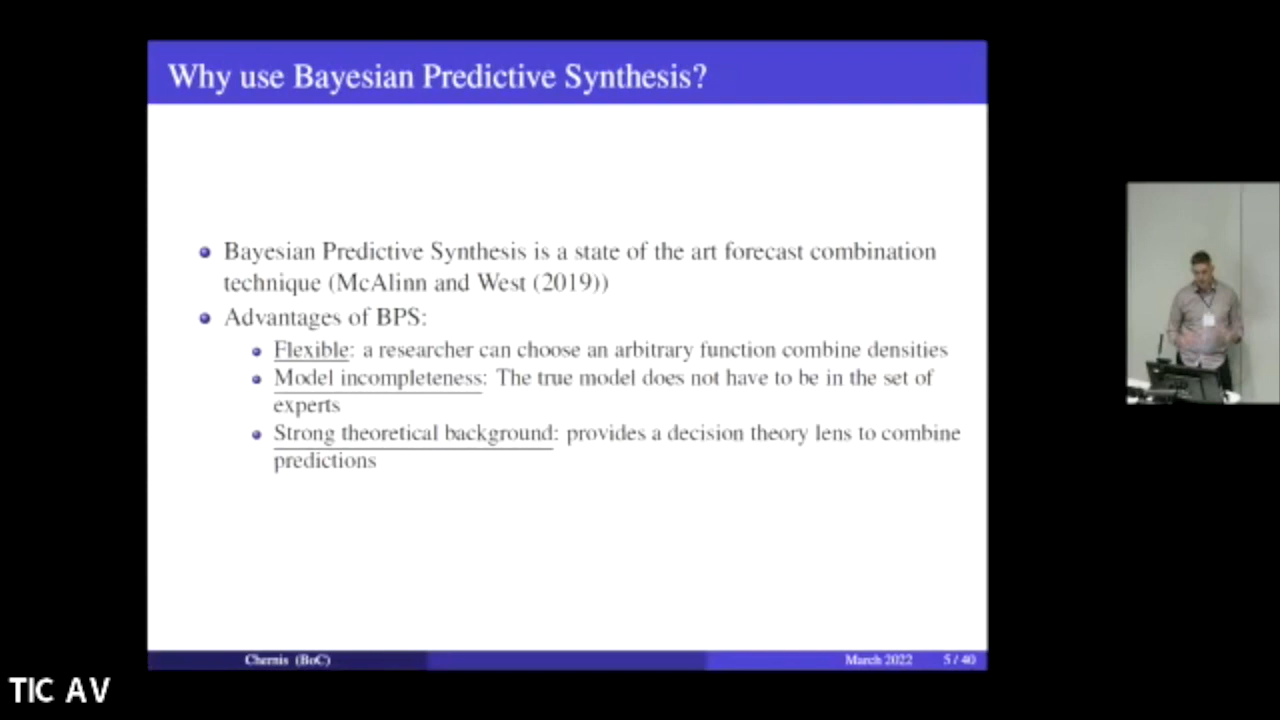 Why use Bayesian Predictive Synthesis?
Bayesian Predictive Synthesis is a state of the art forecast combination
technique (McAlinn and West (2019))
Advantages of BPS:
Flexible: a researcher can choose an arbitrary function combine densities
Model incompleteness: The true model does not have to be in the set of
experts
Strong theoretical background: provides a decision theory lens to combine
predictions
Chernis (BoC)
March 2022 5 / 40
TIC AV